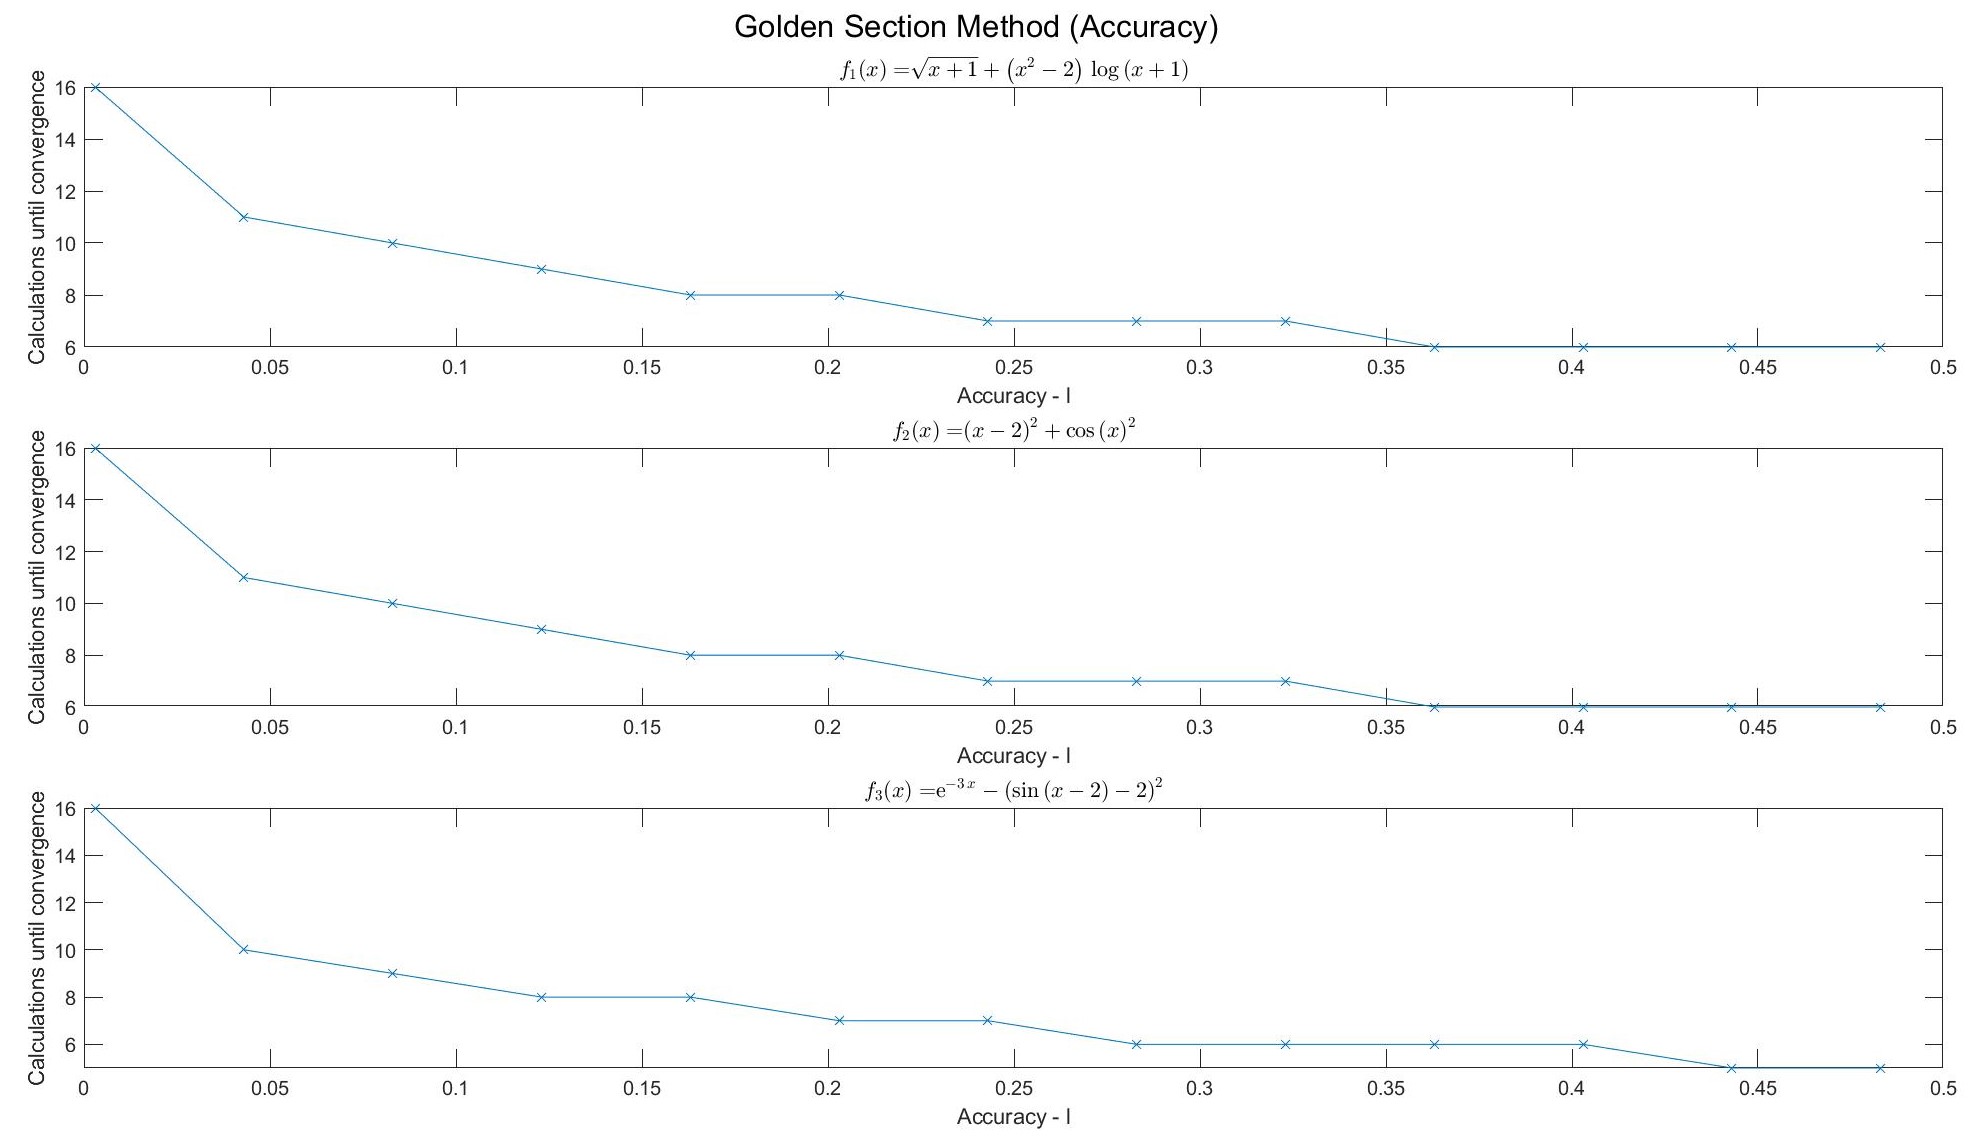 Golden Section Method (Accuracy)
f₁(x) =√(x + 1) + (x² − 2) log (x + 1)
Calculations until convergence
16
14
12
10
8
6
0 0.05 0.1 0.15 0.2 0.25 0.3 0.35 0.4 0.45 0.5
Accuracy - l
f₂(x) =(x − 2)² + cos (x)²
Calculations until convergence
16
14
12
10
8
6
0 0.05 0.1 0.15 0.2 0.25 0.3 0.35 0.4 0.45 0.5
Accuracy - l
f₃(x) =e⁻³ˣ − (sin (x − 2) − 2)²
Calculations until convergence
16
14
12
10
8
6
0 0.05 0.1 0.15 0.2 0.25 0.3 0.35 0.4 0.45 0.5
Accuracy - l